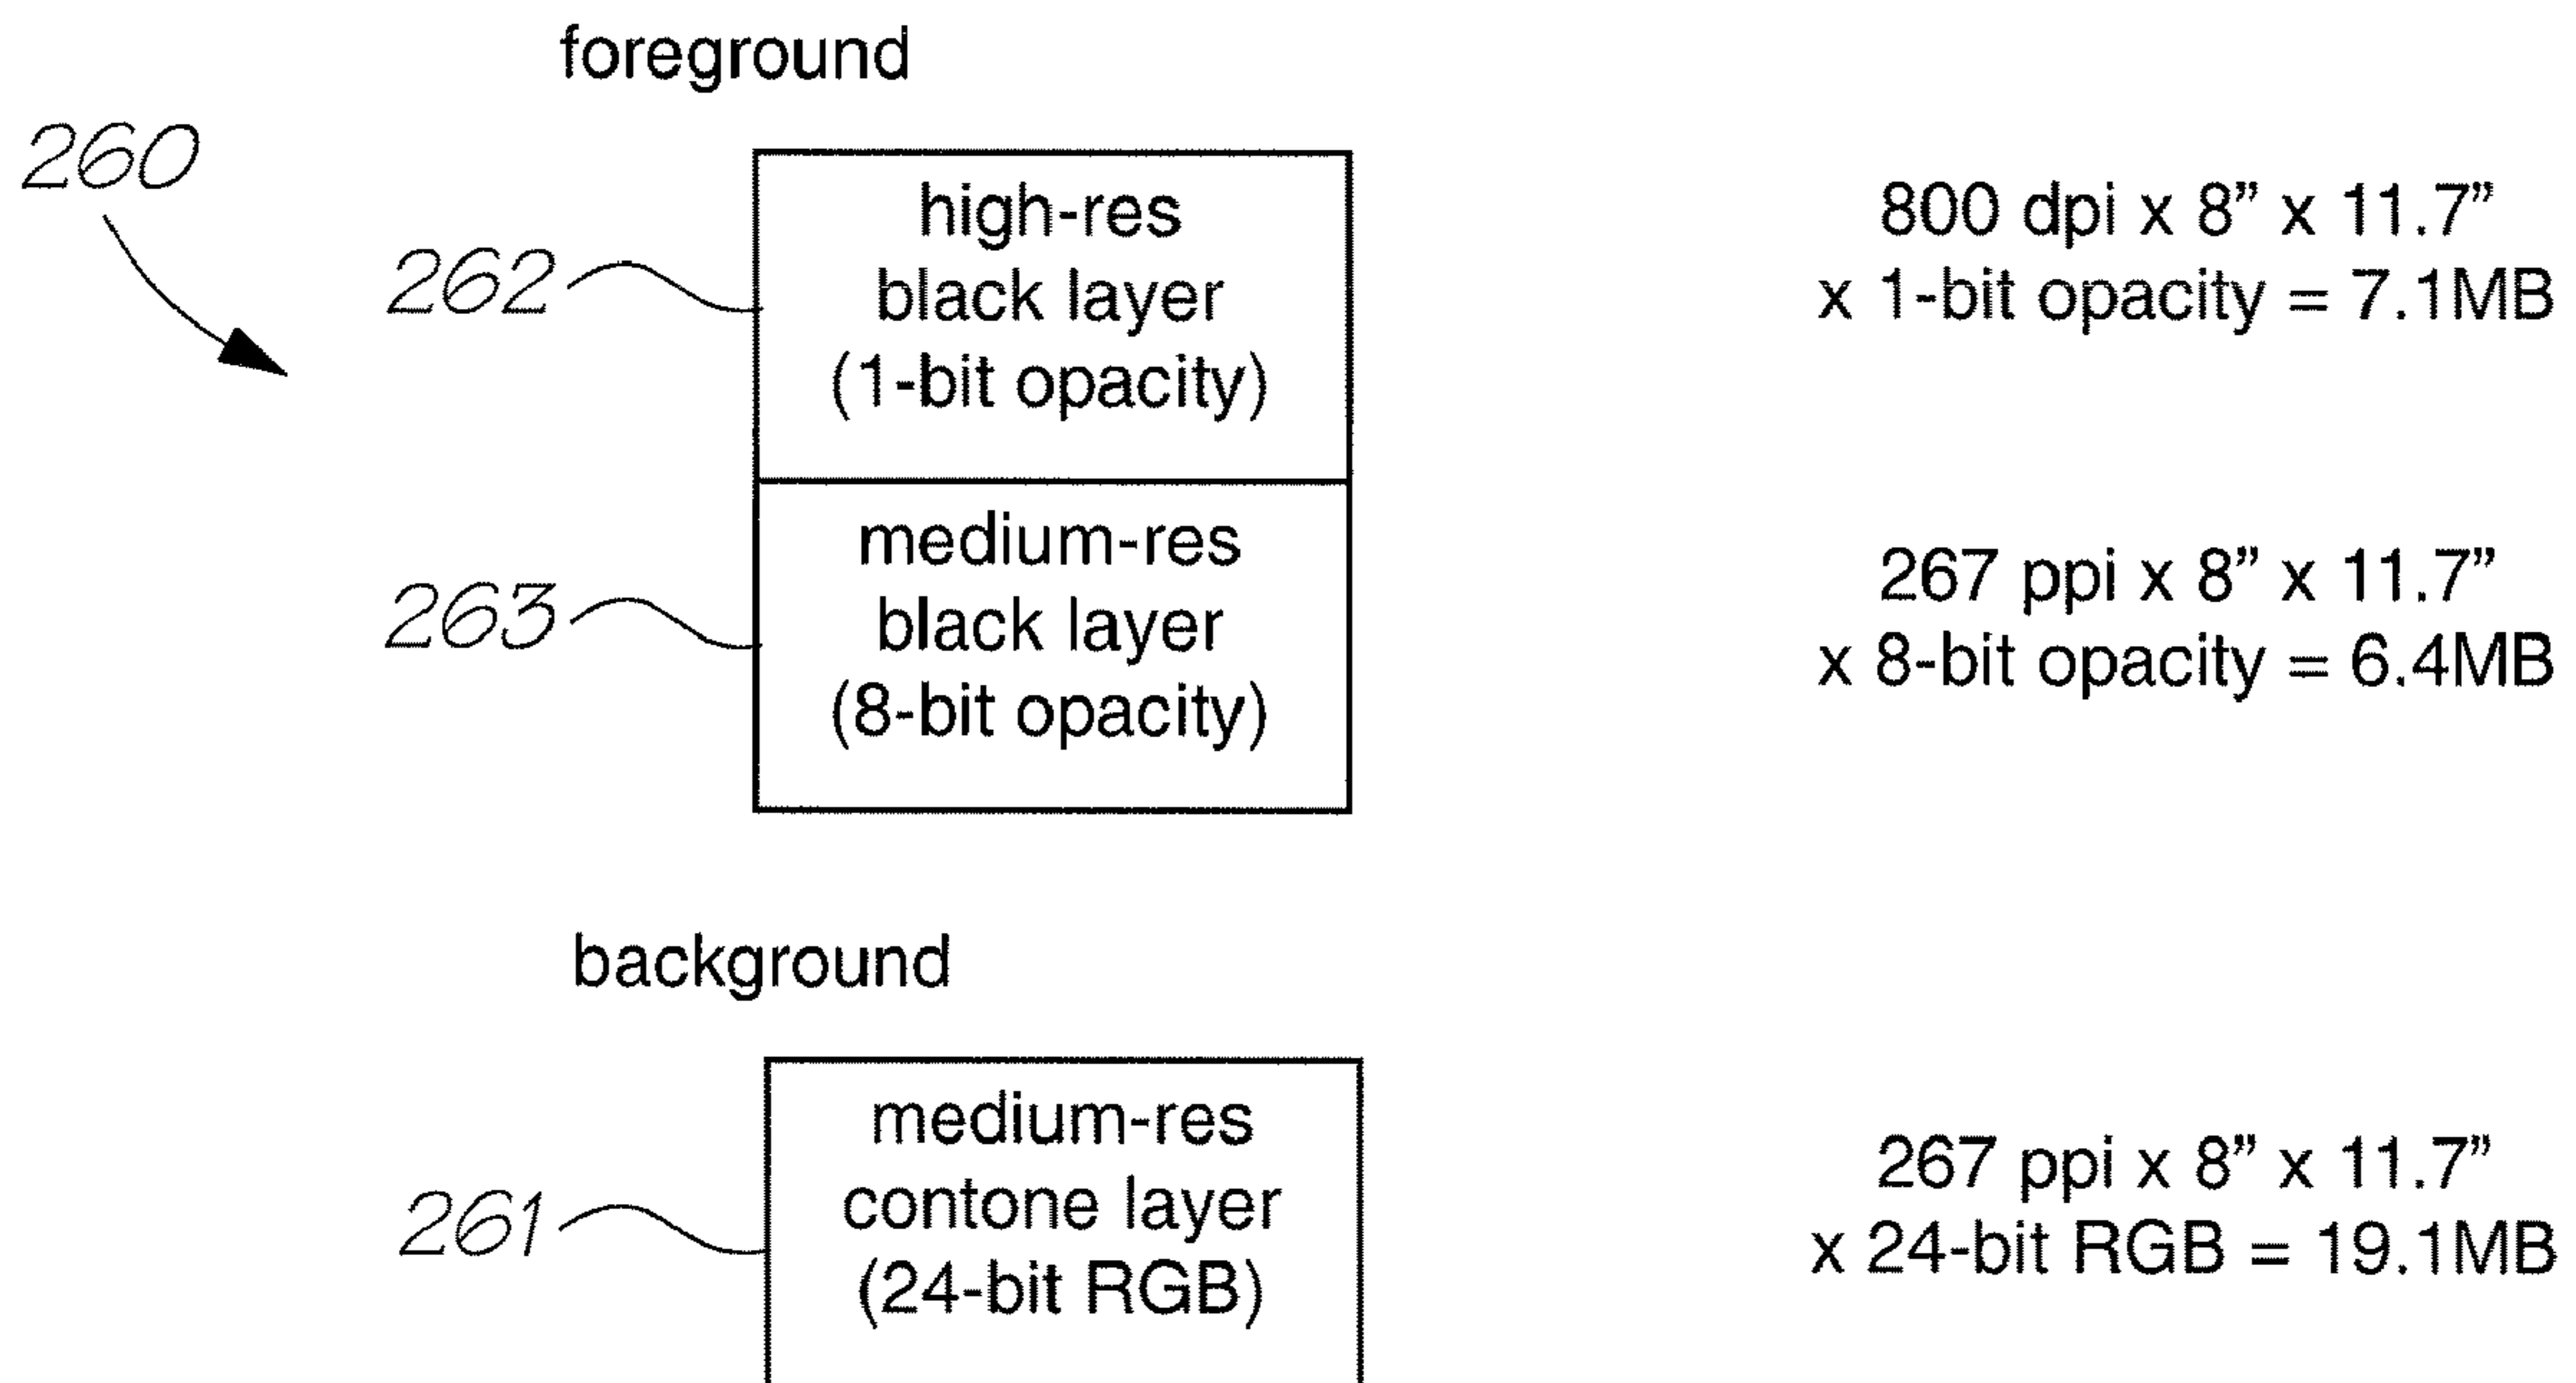 foreground
260
262
high-res
black layer
(1-bit opacity)
800 dpi x 8” x 11.7”
x 1-bit opacity = 7.1MB
263
medium-res
black layer
(8-bit opacity)
267 ppi x 8” x 11.7”
x 8-bit opacity = 6.4MB
background
261
medium-res
contone layer
(24-bit RGB)
267 ppi x 8” x 11.7”
x 24-bit RGB = 19.1MB